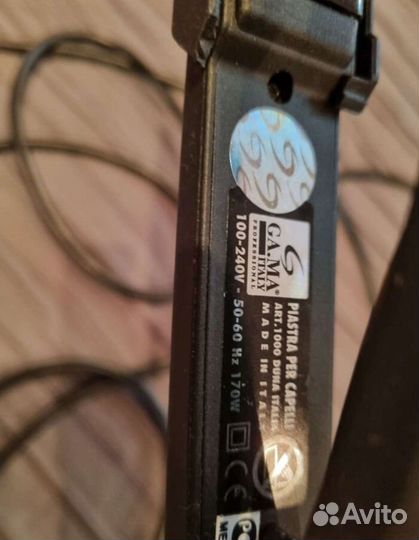 GA.MA®
ITALY
PROFESSIONAL
PIASTRA PER CAPELLI
ART.1000 DUNA ITALIA
MADE IN ITAL
100-240V - 50-60 Hz 170W
CE
Avito